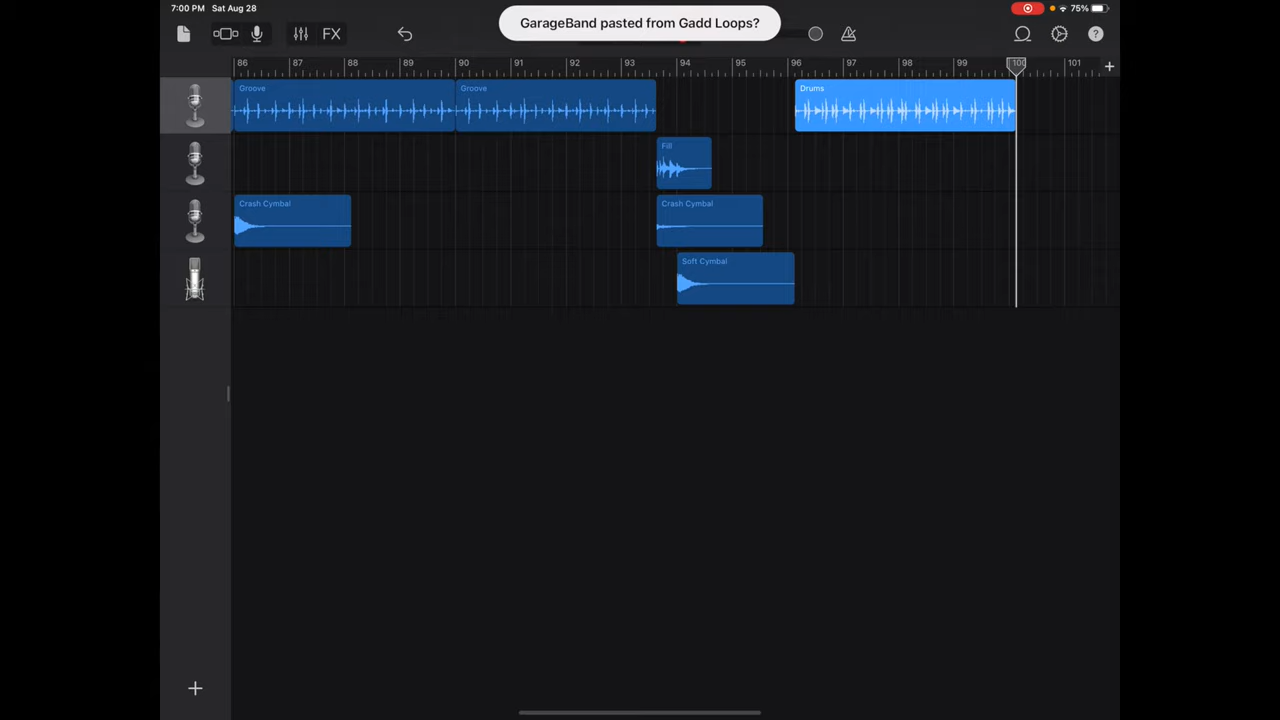 7:00 PM Sat Aug 28
GarageBand pasted from Gadd Loops?
75%
FX
?
86 87 88 89 90 91 92 93 94 95 96 97 98 99 100 101
Groove Groove Drums
Fill
Crash Cymbal Crash Cymbal
Soft Cymbal